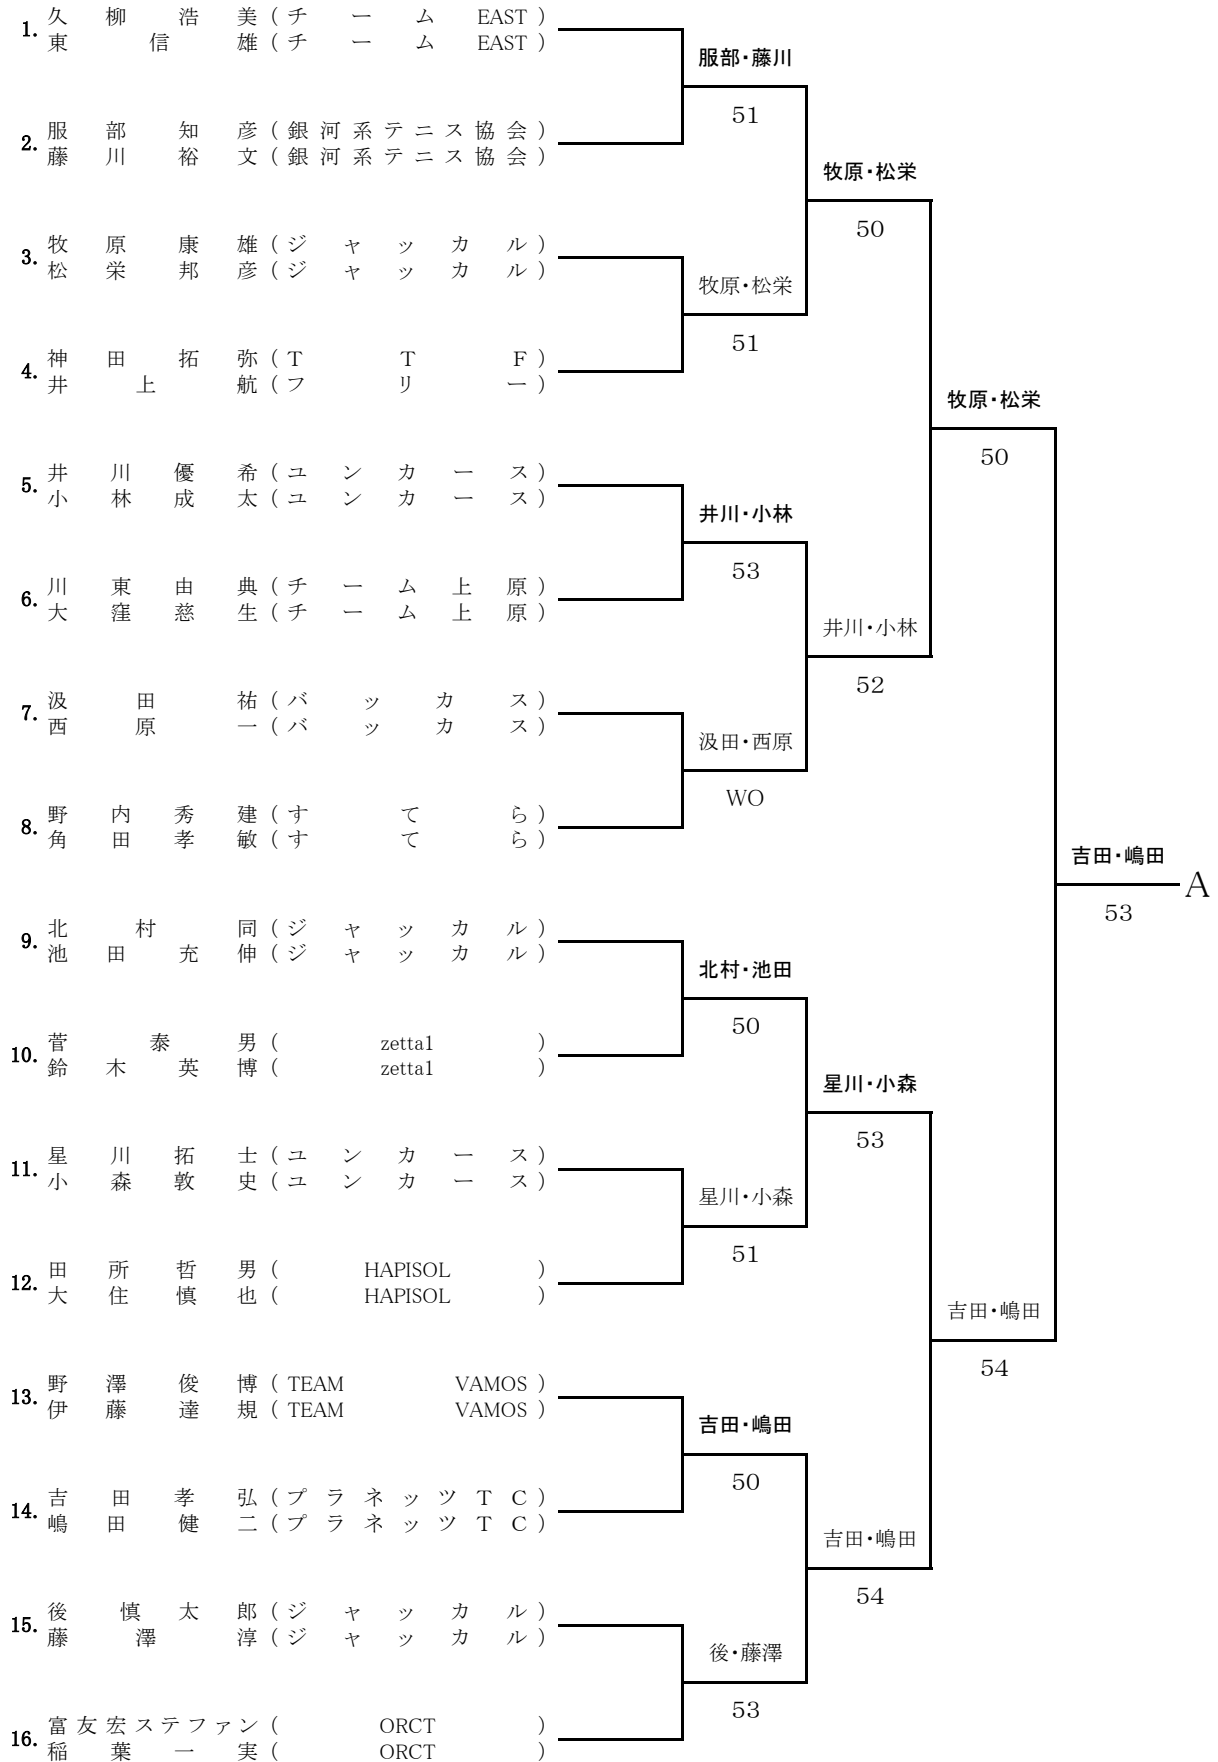 1. 久柳浩美(チームEAST)
東信雄(チームEAST)
服部・藤川
51
2. 服部知彦(銀河系テニス協会)
藤川裕文(銀河系テニス協会)
牧原・松栄
50
3. 牧原康雄(ジャッカル)
松栄邦彦(ジャッカル)
牧原・松栄
51
4. 神田拓弥(TTF)
井上航(フリー)
牧原・松栄
50
5. 井川優希(ユンカース)
小林成太(ユンカース)
井川・小林
53
6. 川東由典(チーム上原)
大窪慈生(チーム上原)
井川・小林
52
7. 汲田祐(バッカス)
西原一(バッカス)
汲田・西原
WO
8. 野内秀建(すてら)
角田孝敏(すてら)
吉田・嶋田
A
53
9. 北村同(ジャッカル)
池田充伸(ジャッカル)
北村・池田
50
10. 菅泰男(zetta1)
鈴木英博(zetta1)
星川・小森
53
11. 星川拓士(ユンカース)
小森敦史(ユンカース)
星川・小森
51
12. 田所哲男(HAPISOL)
大住慎也(HAPISOL)
吉田・嶋田
54
13. 野澤俊博(TEAM VAMOS)
伊藤達規(TEAM VAMOS)
吉田・嶋田
50
14. 吉田孝弘(プラネッツTC)
嶋田健二(プラネッツTC)
吉田・嶋田
54
15. 後慎太郎(ジャッカル)
藤澤淳(ジャッカル)
後・藤澤
53
16. 富友宏ステファン(ORCT)
稲葉一実(ORCT)